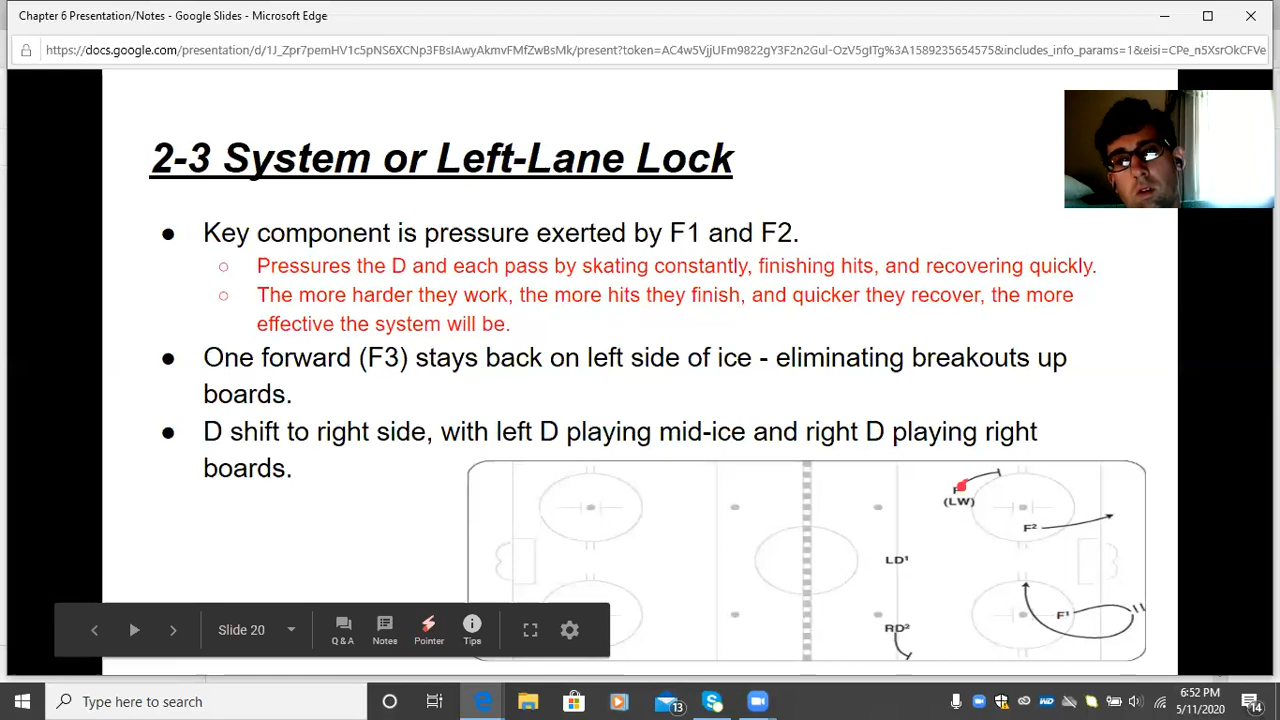 Chapter 6 Presentation/Notes - Google Slides - Microsoft Edge
https://docs.google.com/presentation/d/1J_Zpr7pemHV1c5pNS6XCNp3FBsIAwyAkmvFMfZwBsMk/present?token=AC4w5VjjUFm9822gY3F2n2Gul-OzV5gITg%3A1589235654575&includes_info_params=1&eisi=CPe_n5XsrOkCFVe
2-3 System or Left-Lane Lock
● Key component is pressure exerted by F1 and F2.
○ Pressures the D and each pass by skating constantly, finishing hits, and recovering quickly.
○ The more harder they work, the more hits they finish, and quicker they recover, the more
effective the system will be.
● One forward (F3) stays back on left side of ice - eliminating breakouts up
boards.
● D shift to right side, with left D playing mid-ice and right D playing right
boards.
(LW)
F²
LD¹
F¹
RD²
Slide 20
Q & A
Notes
Pointer
Tips
Type here to search
13
WD
6:52 PM
5/11/2020
14